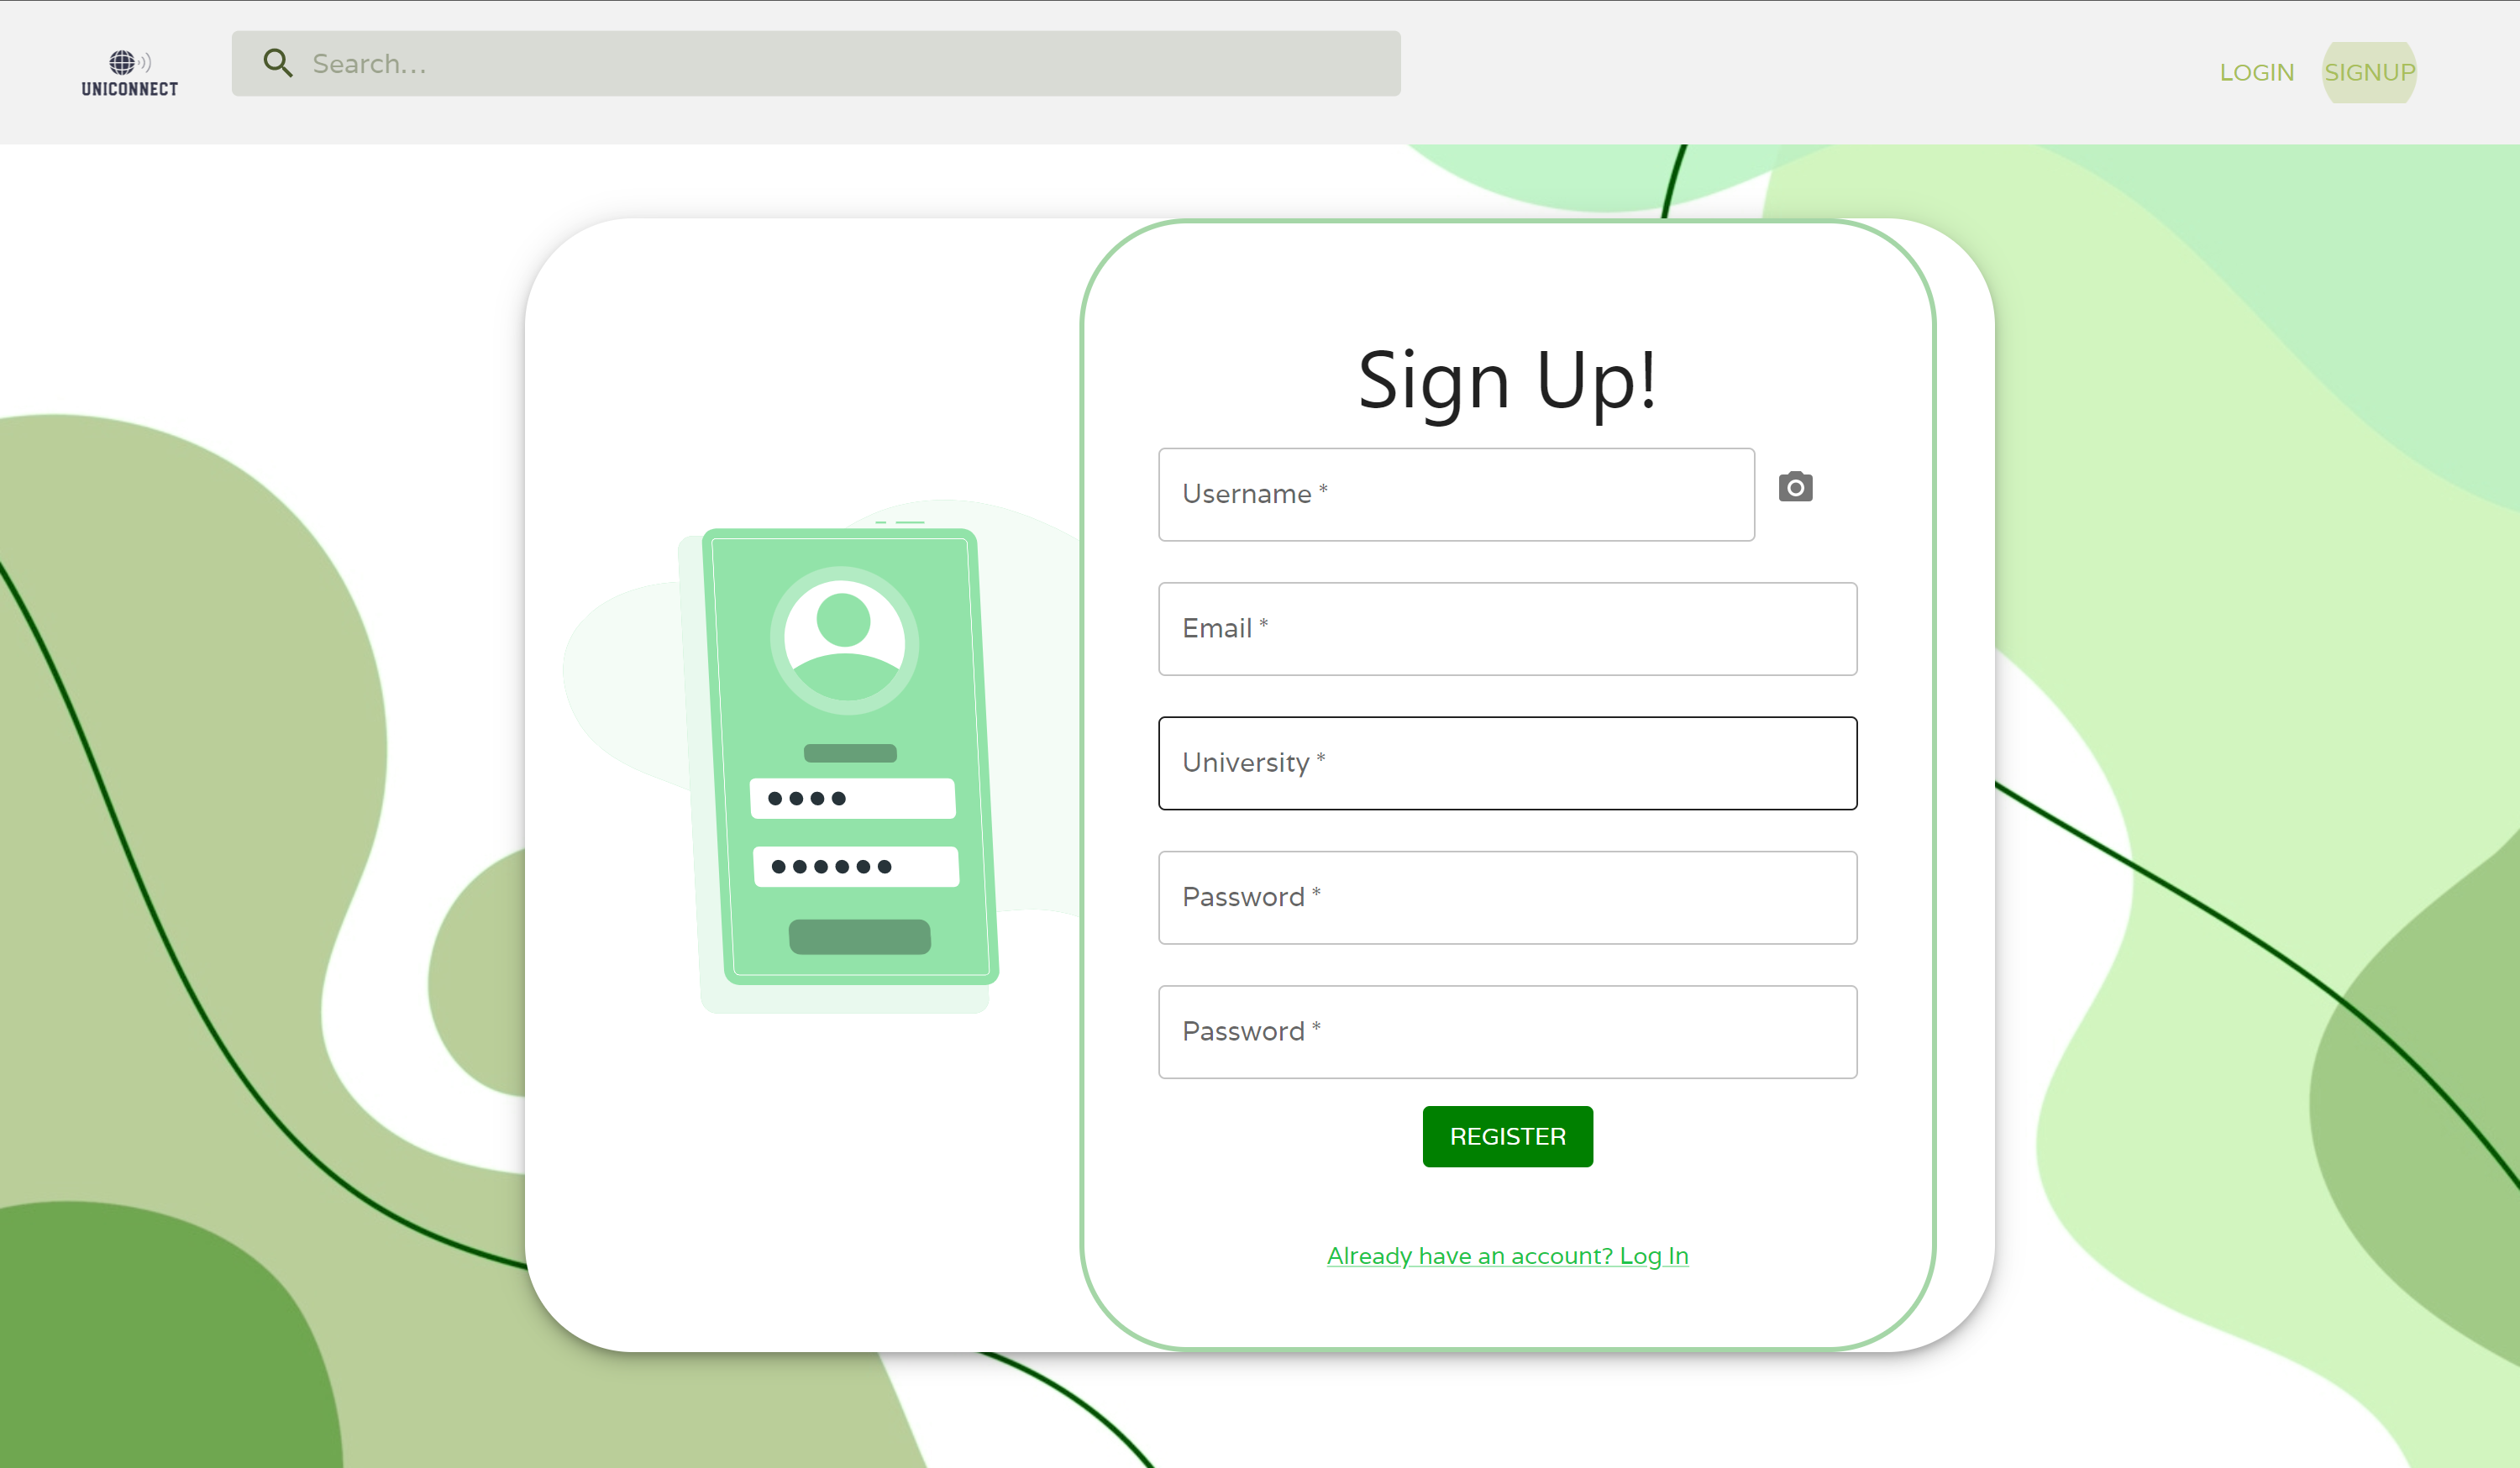 UNICONNECT
Search...
LOGIN
SIGNUP
Sign Up!
Username *
Email *
University *
Password *
Password *
REGISTER
Already have an account? Log In